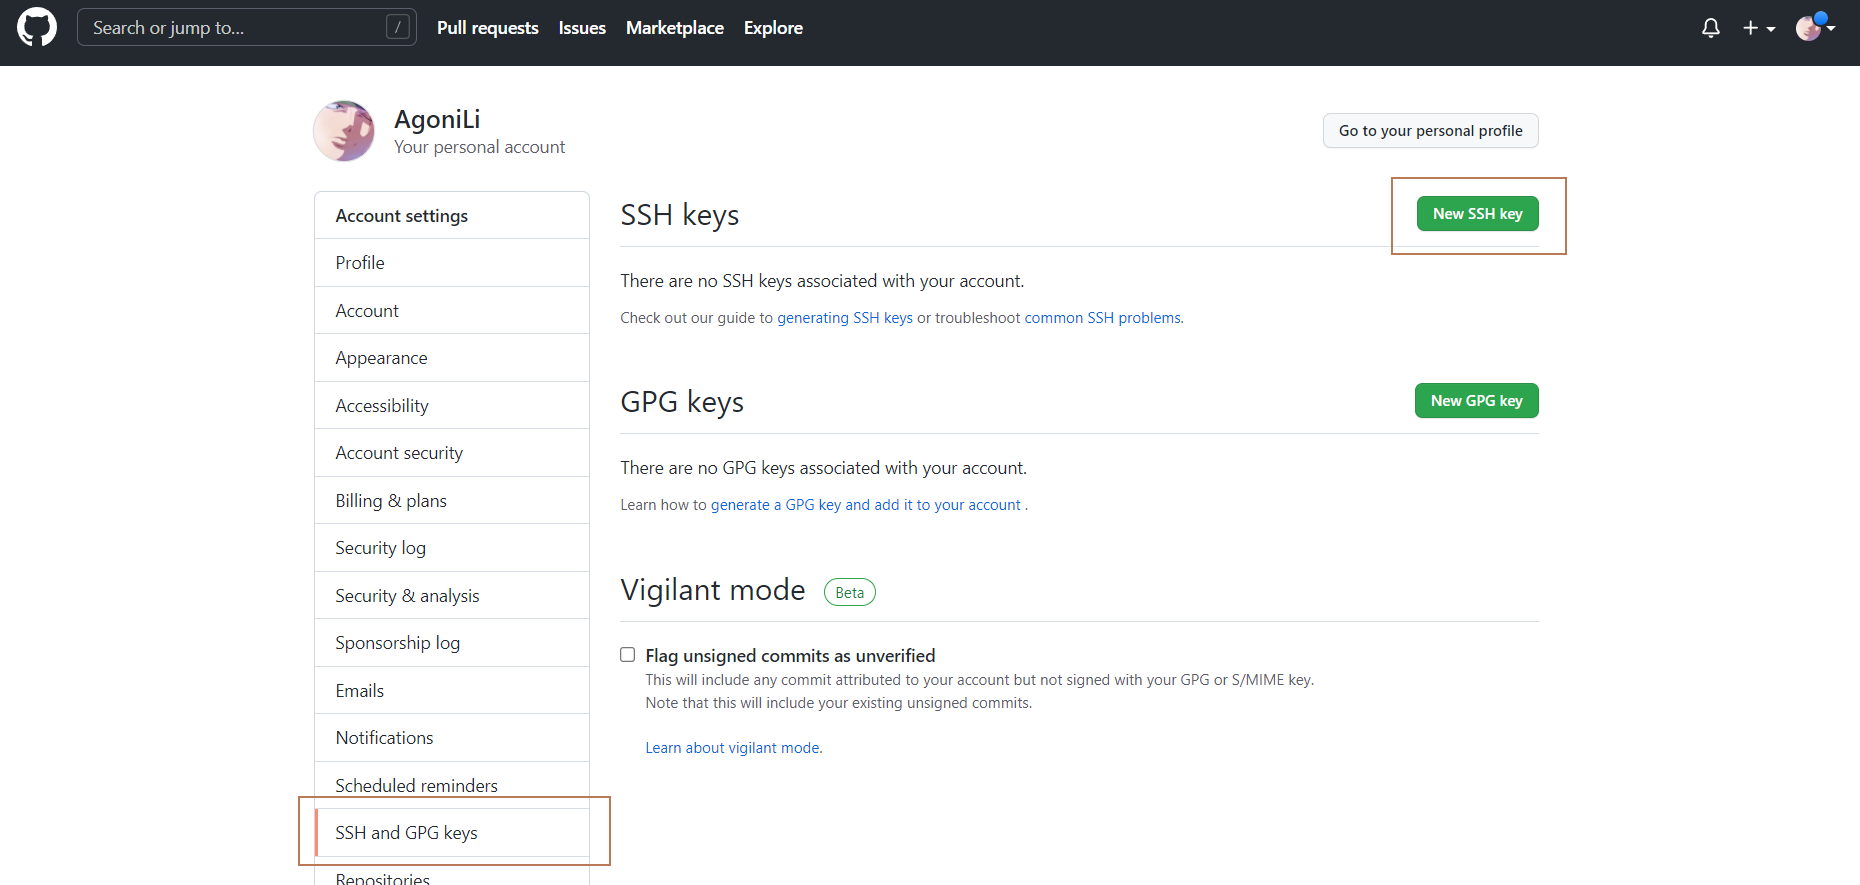 Search or jump to... /
Pull requests Issues Marketplace Explore
AgoniLi
Your personal account
Go to your personal profile
Account settings
Profile
Account
Appearance
Accessibility
Account security
Billing & plans
Security log
Security & analysis
Sponsorship log
Emails
Notifications
Scheduled reminders
SSH and GPG keys
Repositories
SSH keys
New SSH key
There are no SSH keys associated with your account.
Check out our guide to generating SSH keys or troubleshoot common SSH problems.
GPG keys
New GPG key
There are no GPG keys associated with your account.
Learn how to generate a GPG key and add it to your account .
Vigilant mode Beta
Flag unsigned commits as unverified
This will include any commit attributed to your account but not signed with your GPG or S/MIME key.
Note that this will include your existing unsigned commits.
Learn about vigilant mode.